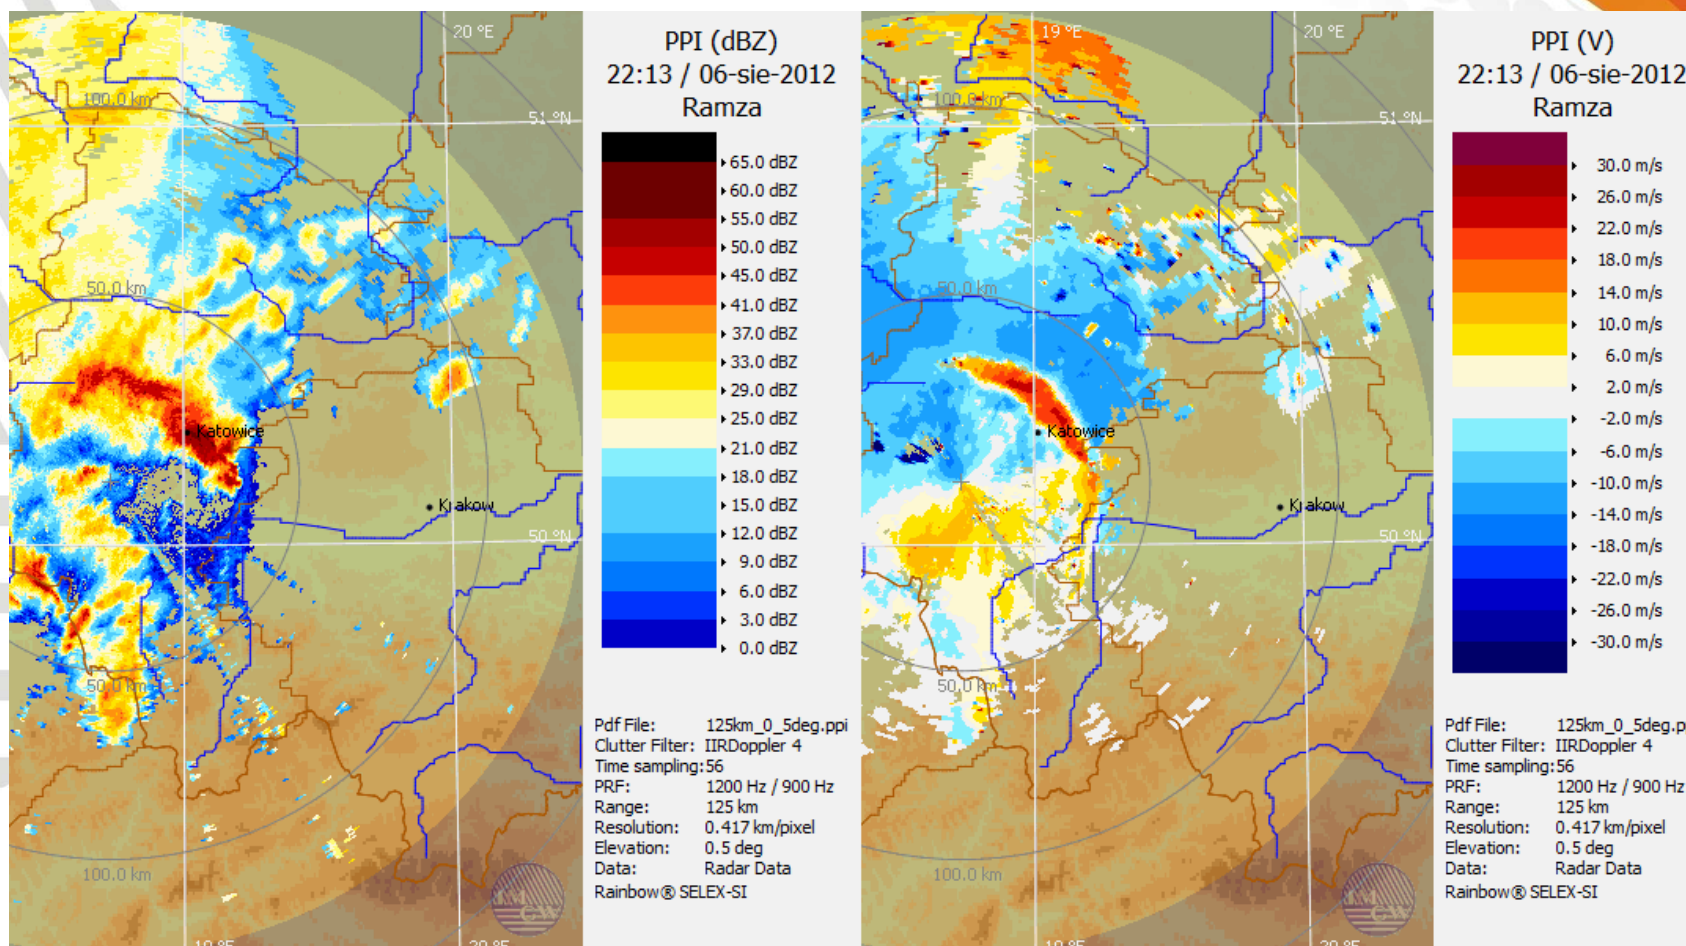 20 °E
100.0 km
51 °N
50.0 km
Katowice
Krakow
50 °N
50.0 km
100.0 km
19 °E
20 °E
PPI (dBZ)
22:13 / 06-sie-2012
Ramza
65.0 dBZ
60.0 dBZ
55.0 dBZ
50.0 dBZ
45.0 dBZ
41.0 dBZ
37.0 dBZ
33.0 dBZ
29.0 dBZ
25.0 dBZ
21.0 dBZ
18.0 dBZ
15.0 dBZ
12.0 dBZ
9.0 dBZ
6.0 dBZ
3.0 dBZ
0.0 dBZ
Pdf File: 125km_0_5deg.ppi
Clutter Filter: IIRDoppler 4
Time sampling:56
PRF: 1200 Hz / 900 Hz
Range: 125 km
Resolution: 0.417 km/pixel
Elevation: 0.5 deg
Data: Radar Data
Rainbow® SELEX-SI
19 °E
20 °E
100.0 km
51 °N
50.0 km
Katowice
Krakow
50 °N
50.0 km
100.0 km
19 °E
20 °E
PPI (V)
22:13 / 06-sie-2012
Ramza
30.0 m/s
26.0 m/s
22.0 m/s
18.0 m/s
14.0 m/s
10.0 m/s
6.0 m/s
2.0 m/s
-2.0 m/s
-6.0 m/s
-10.0 m/s
-14.0 m/s
-18.0 m/s
-22.0 m/s
-26.0 m/s
-30.0 m/s
Pdf File: 125km_0_5deg.p
Clutter Filter: IIRDoppler 4
Time sampling:56
PRF: 1200 Hz / 900 Hz
Range: 125 km
Resolution: 0.417 km/pixel
Elevation: 0.5 deg
Data: Radar Data
Rainbow® SELEX-SI